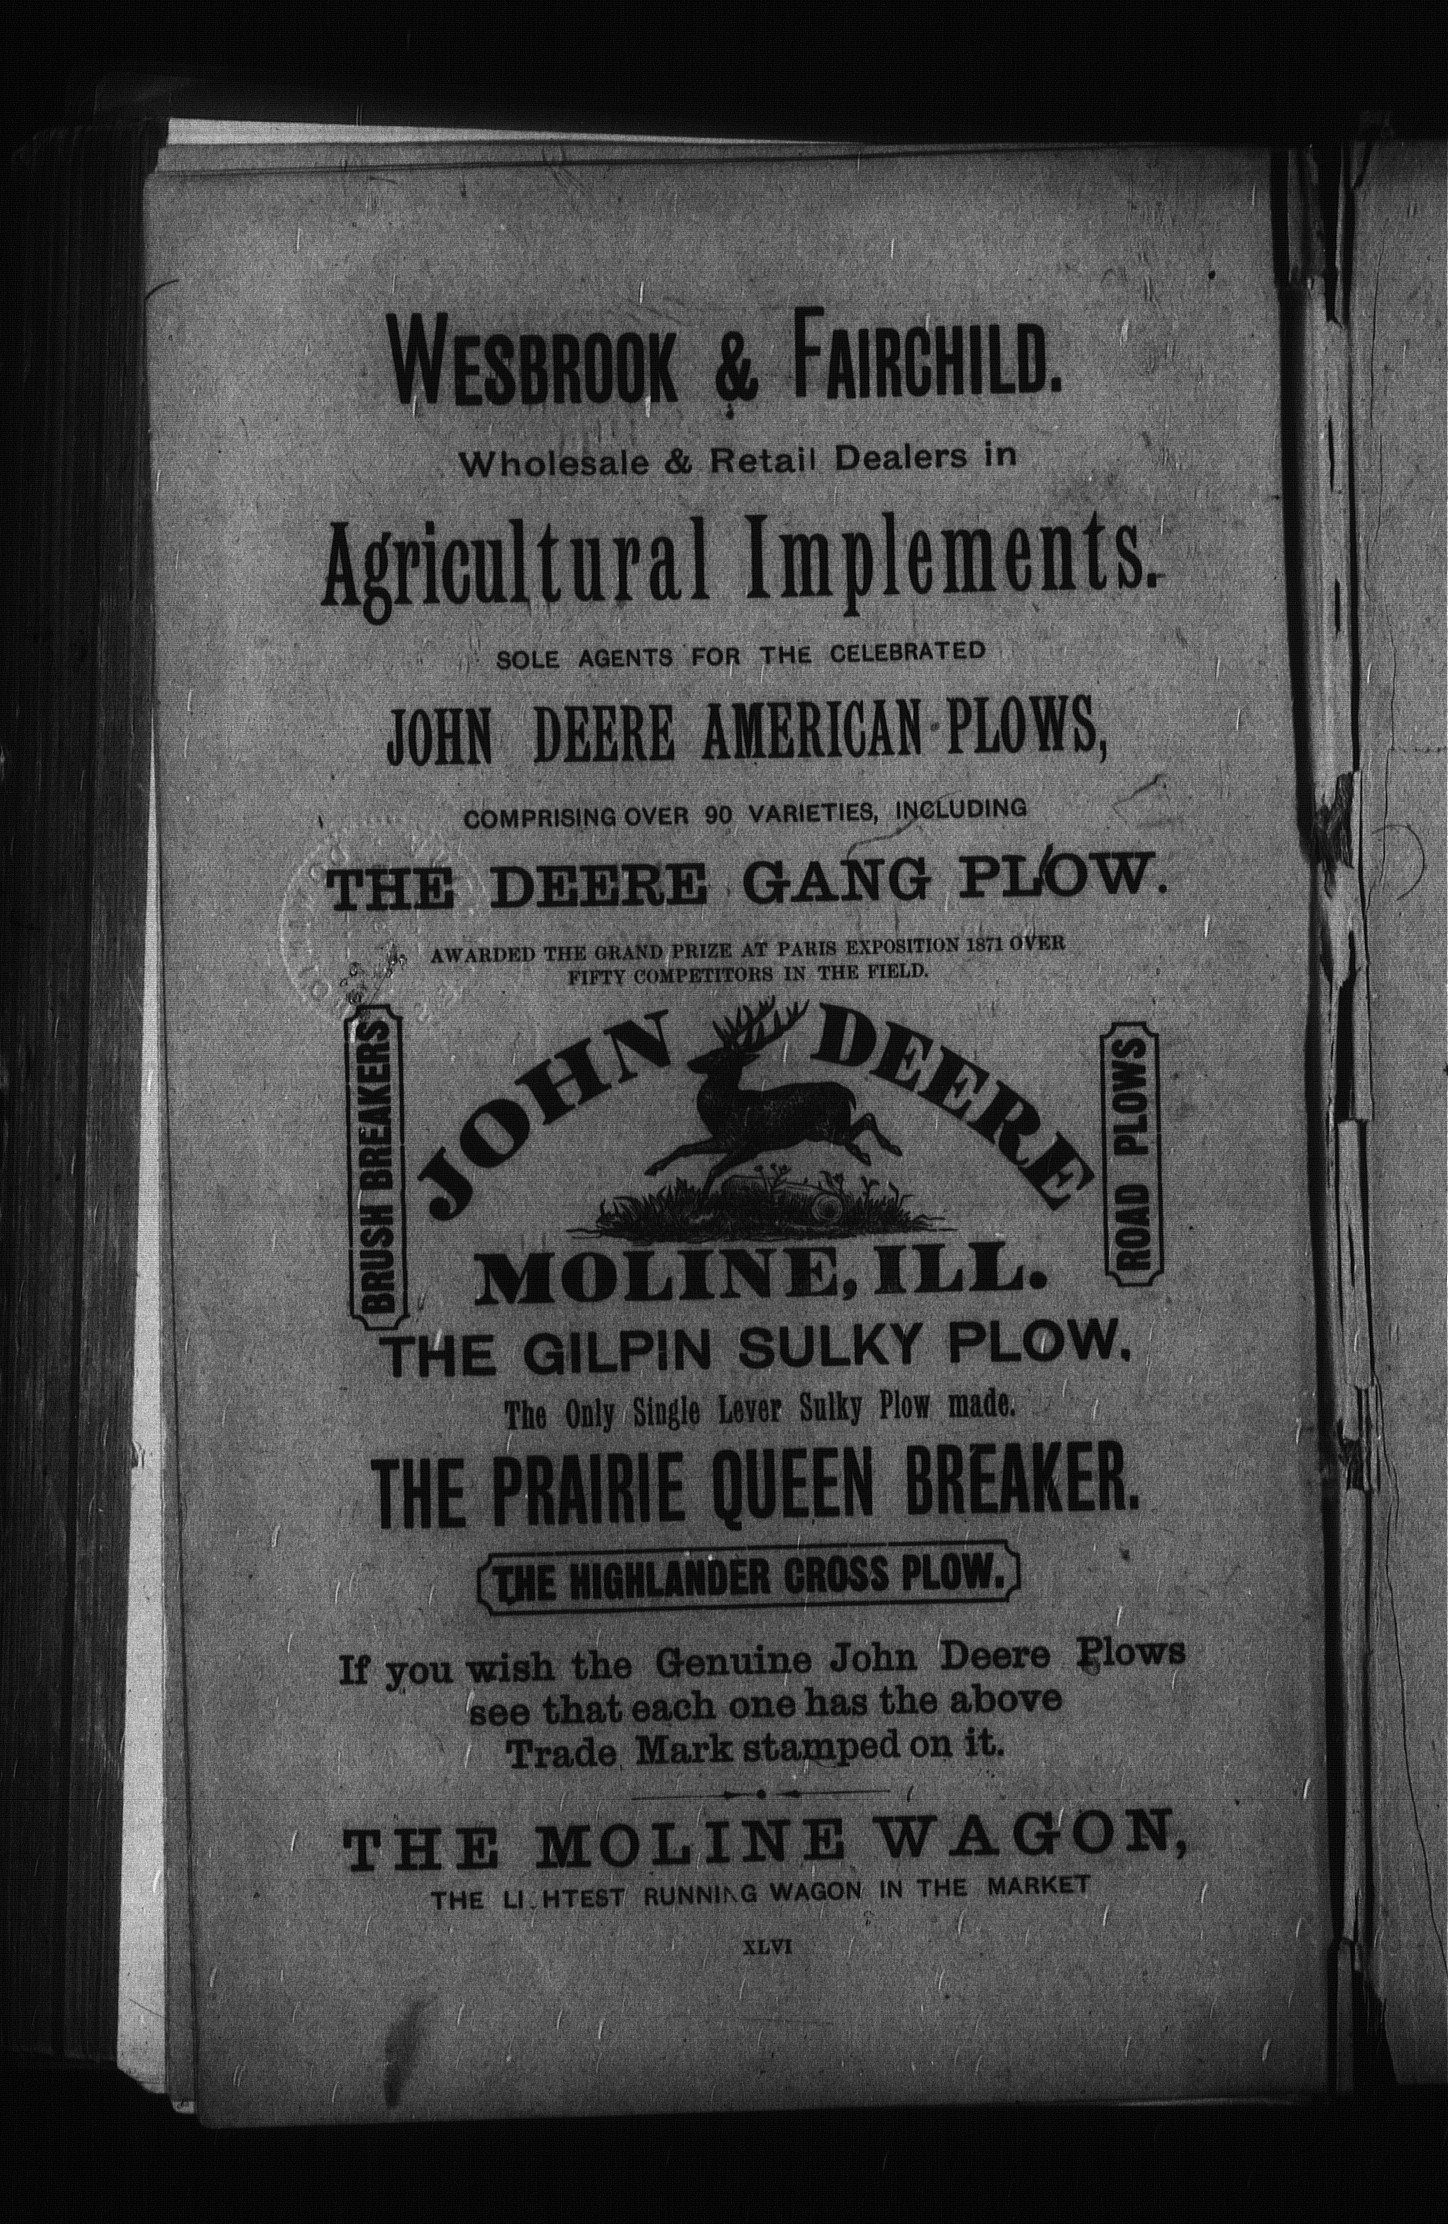 WESBROOK & FAIRCHILD.
Wholesale & Retail Dealers in
Agricultural Implements.
SOLE AGENTS FOR THE CELEBRATED
JOHN DEERE AMERICAN PLOWS,
COMPRISING OVER 90 VARIETIES, INCLUDING
THE DEERE GANG PLOW.
AWARDED THE GRAND PRIZE AT PARIS EXPOSITION 1871 OVER
FIFTY COMPETITORS IN THE FIELD.
BRUSH BREAKERS
JOHN DEERE
ROAD PLOWS
MOLINE, ILL.
THE GILPIN SULKY PLOW,
The Only Single Lever Sulky Plow made.
THE PRAIRIE QUEEN BREAKER.
THE HIGHLANDER CROSS PLOW.
If you wish the Genuine John Deere Plows
see that each one has the above
Trade Mark stamped on it.
THE MOLINE WAGON,
THE LIGHTEST RUNNING WAGON IN THE MARKET
XLVI